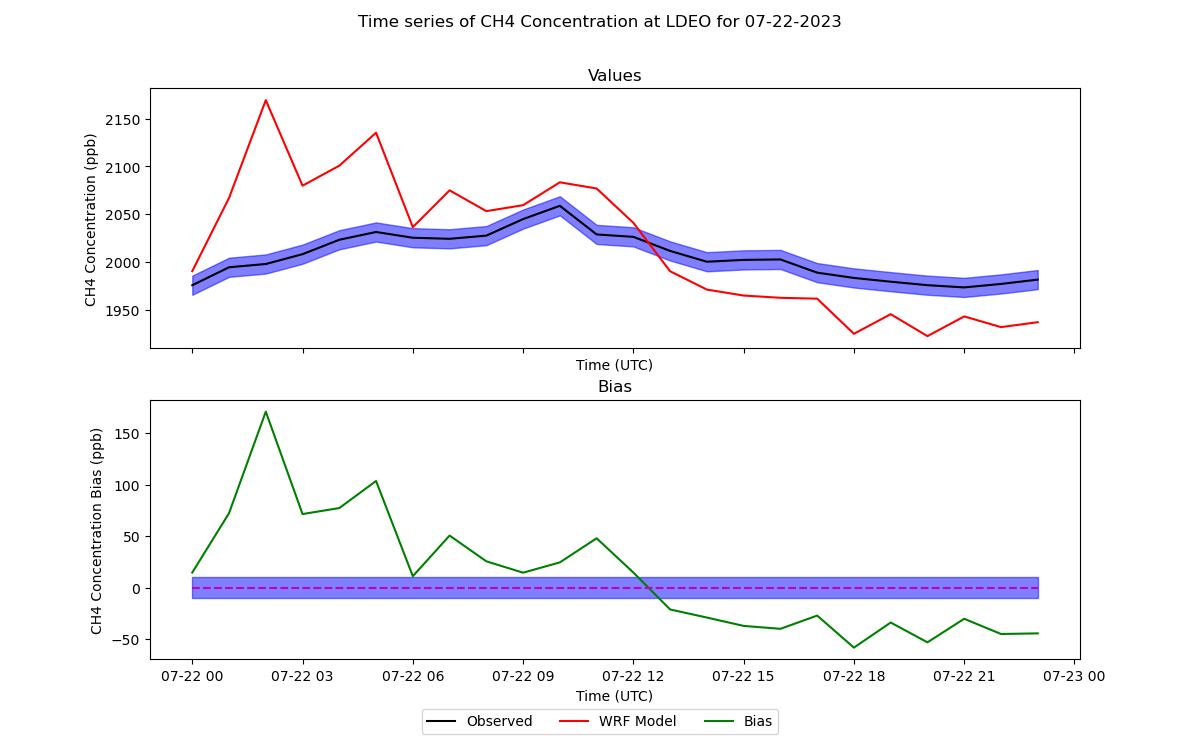 Time series of CH4 Concentration at LDEO for 07-22-2023
Values
CH4 Concentration (ppb)
2150
2100
2050
2000
1950
Time (UTC)
Bias
CH4 Concentration Bias (ppb)
150
100
50
0
−50
07-22 00 07-22 03 07-22 06 07-22 09 07-22 12 07-22 15 07-22 18 07-22 21 07-23 00
Time (UTC)
Observed WRF Model Bias